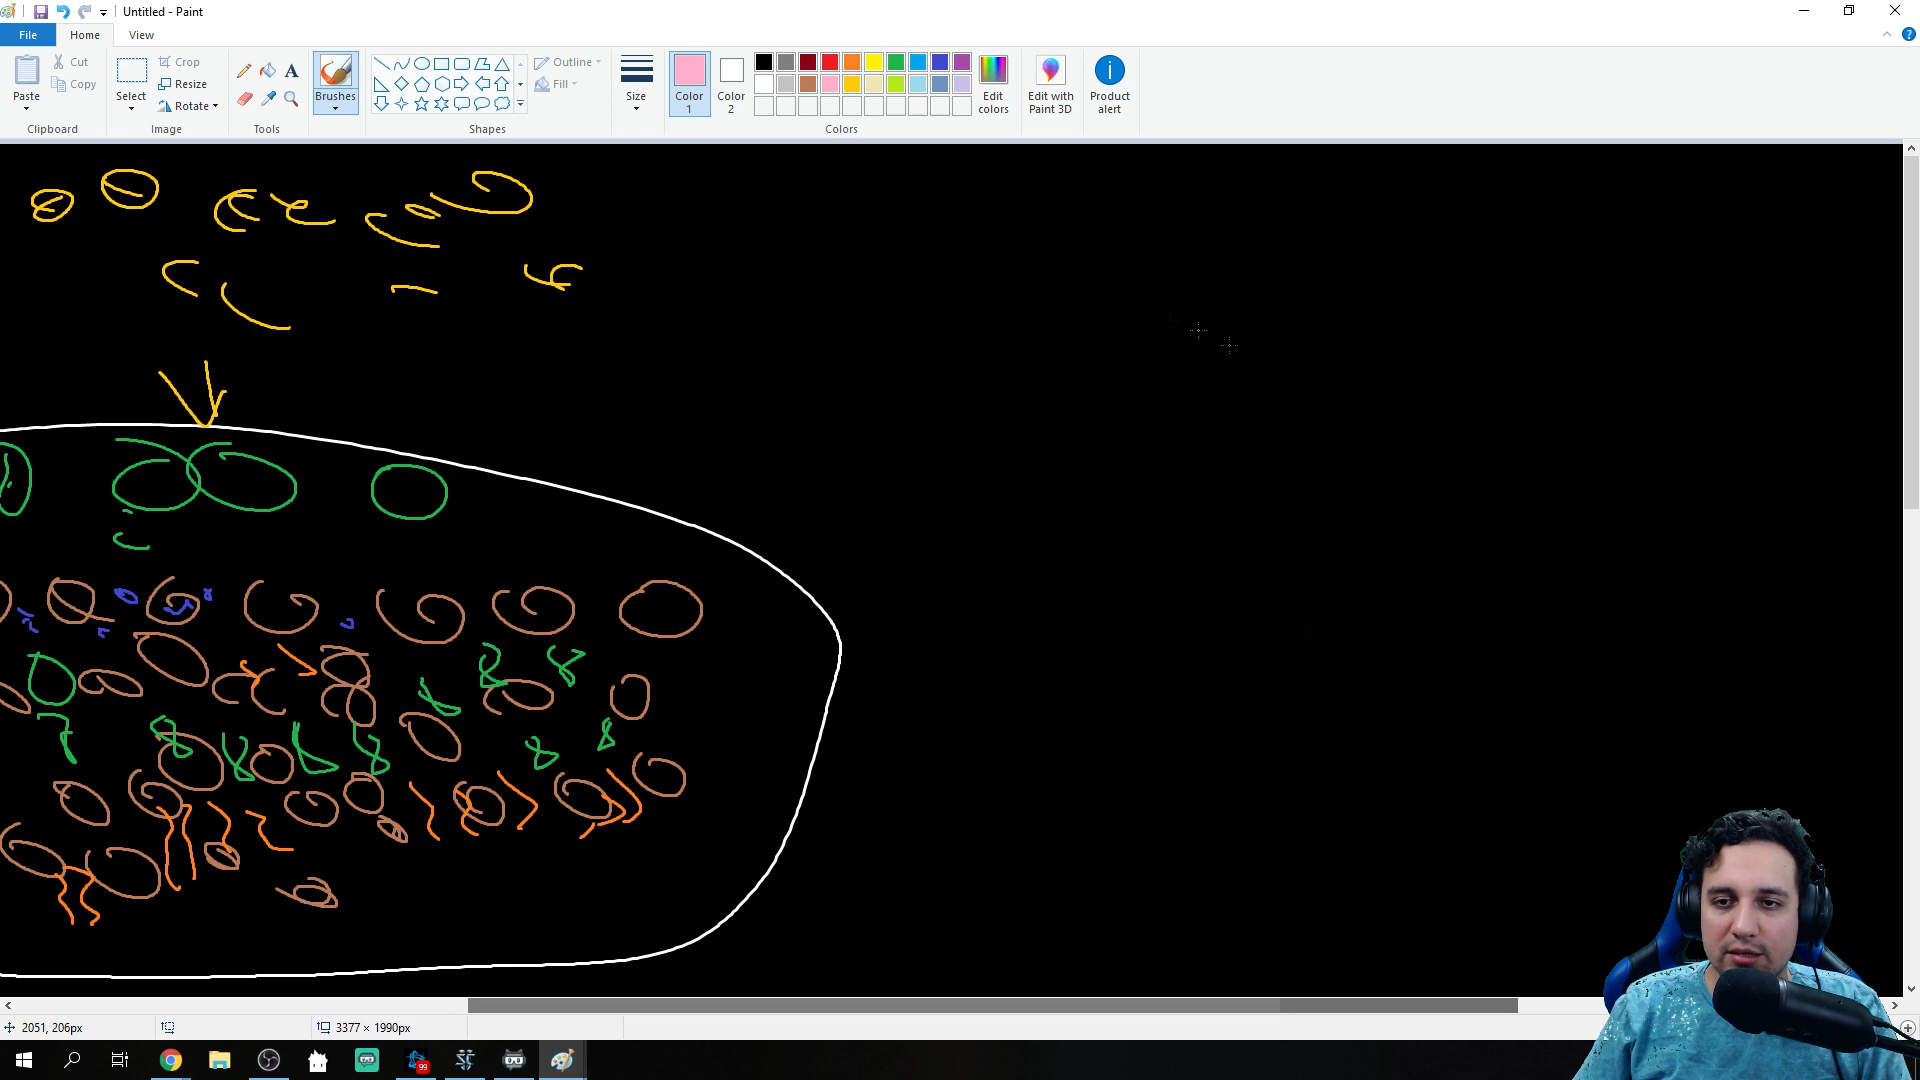 Untitled - Paint
File
Home
View
Paste
Cut
Copy
Clipboard
Select
Crop
Resize
Rotate
Image
A
Tools
Brushes
Outline
Fill
Shapes
Size
Color 1
Color 2
Edit colors
Colors
Edit with Paint 3D
Product alert
2051, 206px
3377 × 1990px
99